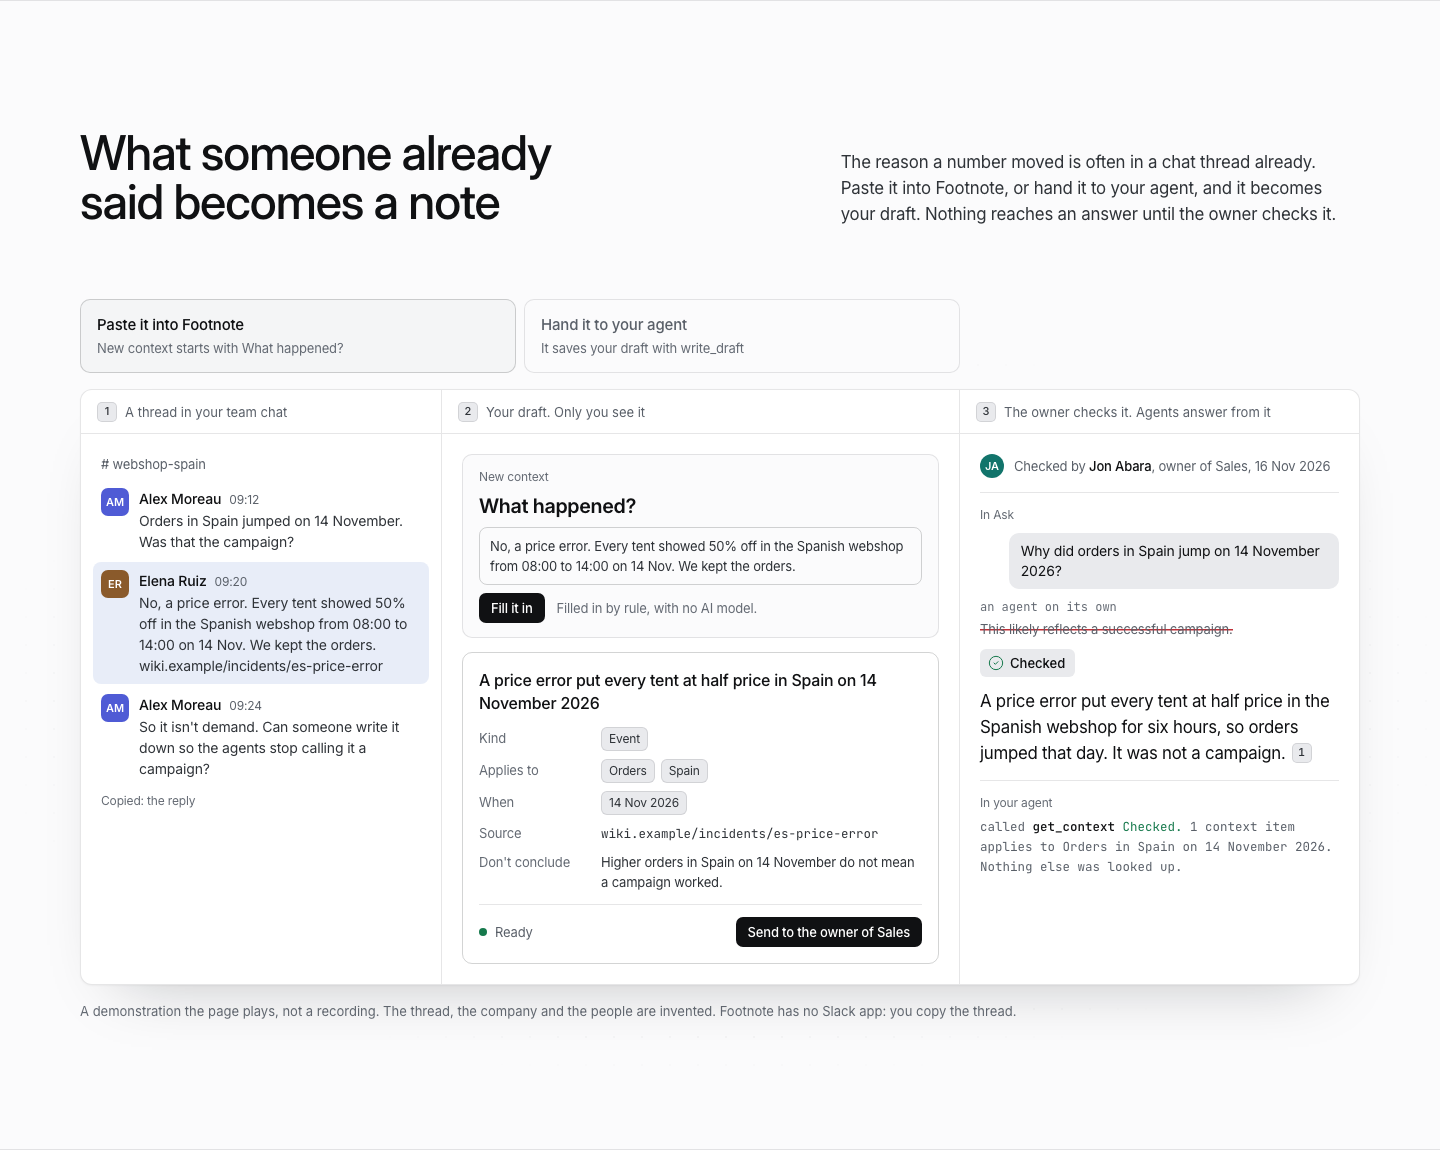 What someone already
said becomes a note
The reason a number moved is often in a chat thread already.
Paste it into Footnote, or hand it to your agent, and it becomes
your draft. Nothing reaches an answer until the owner checks it.
Paste it into Footnote
New context starts with What happened?
Hand it to your agent
It saves your draft with write_draft
1 A thread in your team chat
# webshop-spain
AM Alex Moreau 09:12
Orders in Spain jumped on 14 November.
Was that the campaign?
ER Elena Ruiz 09:20
No, a price error. Every tent showed 50%
off in the Spanish webshop from 08:00 to
14:00 on 14 Nov. We kept the orders.
wiki.example/incidents/es-price-error
AM Alex Moreau 09:24
So it isn't demand. Can someone write it
down so the agents stop calling it a
campaign?
Copied: the reply
2 Your draft. Only you see it
New context
What happened?
No, a price error. Every tent showed 50% off in the Spanish webshop
from 08:00 to 14:00 on 14 Nov. We kept the orders.
Fill it in Filled in by rule, with no AI model.
A price error put every tent at half price in Spain on 14
November 2026
Kind Event
Applies to Orders Spain
When 14 Nov 2026
Source wiki.example/incidents/es-price-error
Don't conclude Higher orders in Spain on 14 November do not mean
a campaign worked.
Ready Send to the owner of Sales
3 The owner checks it. Agents answer from it
JA Checked by Jon Abara, owner of Sales, 16 Nov 2026
In Ask
Why did orders in Spain jump on 14 November
2026?
an agent on its own
This likely reflects a successful campaign.
Checked
A price error put every tent at half price in the
Spanish webshop for six hours, so orders
jumped that day. It was not a campaign. 1
In your agent
called get_context Checked. 1 context item
applies to Orders in Spain on 14 November 2026.
Nothing else was looked up.
A demonstration the page plays, not a recording. The thread, the company and the people are invented. Footnote has no Slack app: you copy the thread.